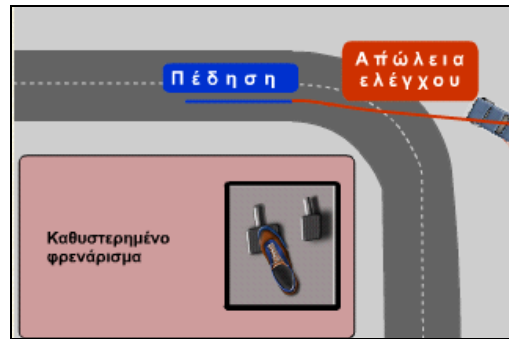 Πέδηση
Απώλεια
ελέγχου
Καθυστερημένο
φρενάρισμα